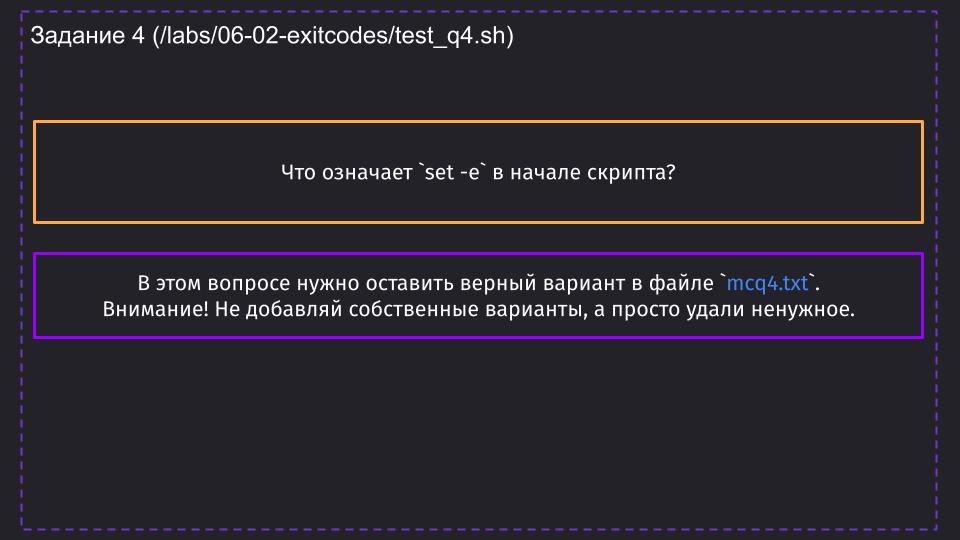 Задание 4 (/labs/06-02-exitcodes/test_q4.sh)
Что означает `set -e` в начале скрипта?
В этом вопросе нужно оставить верный вариант в файле `mcq4.txt`.
Внимание! Не добавляй собственные варианты, а просто удали ненужное.